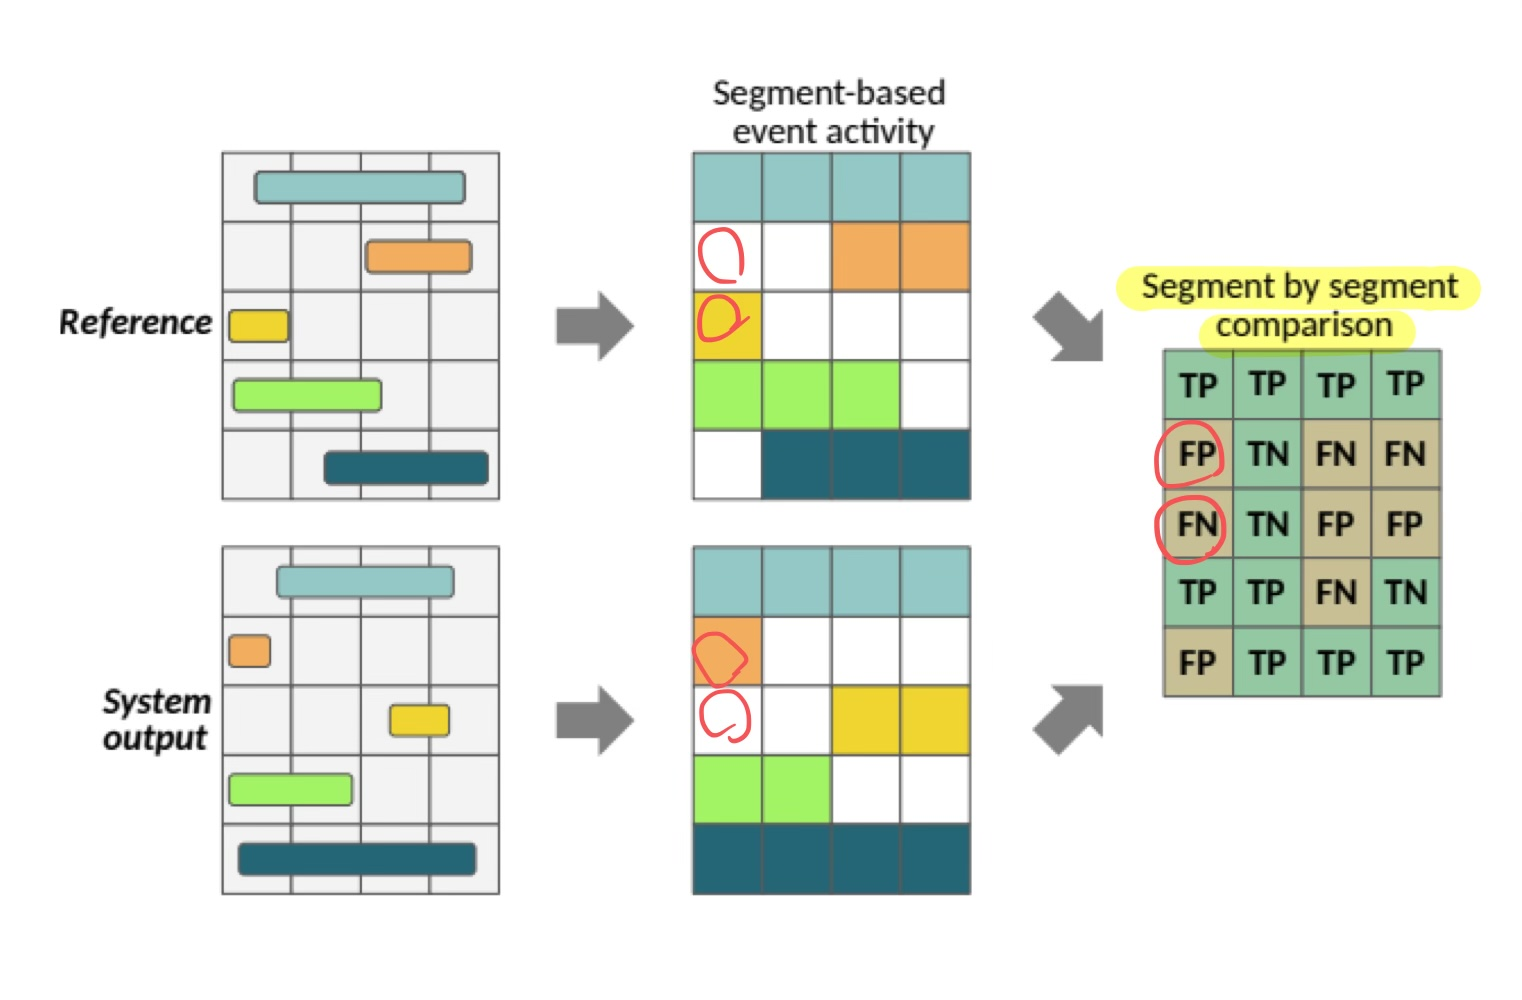 Segment-based
event activity
Reference
Segment by segment
comparison
TP TP TP TP
FP TN FN FN
FN TN FP FP
TP TP FN TN
FP TP TP TP
System
output